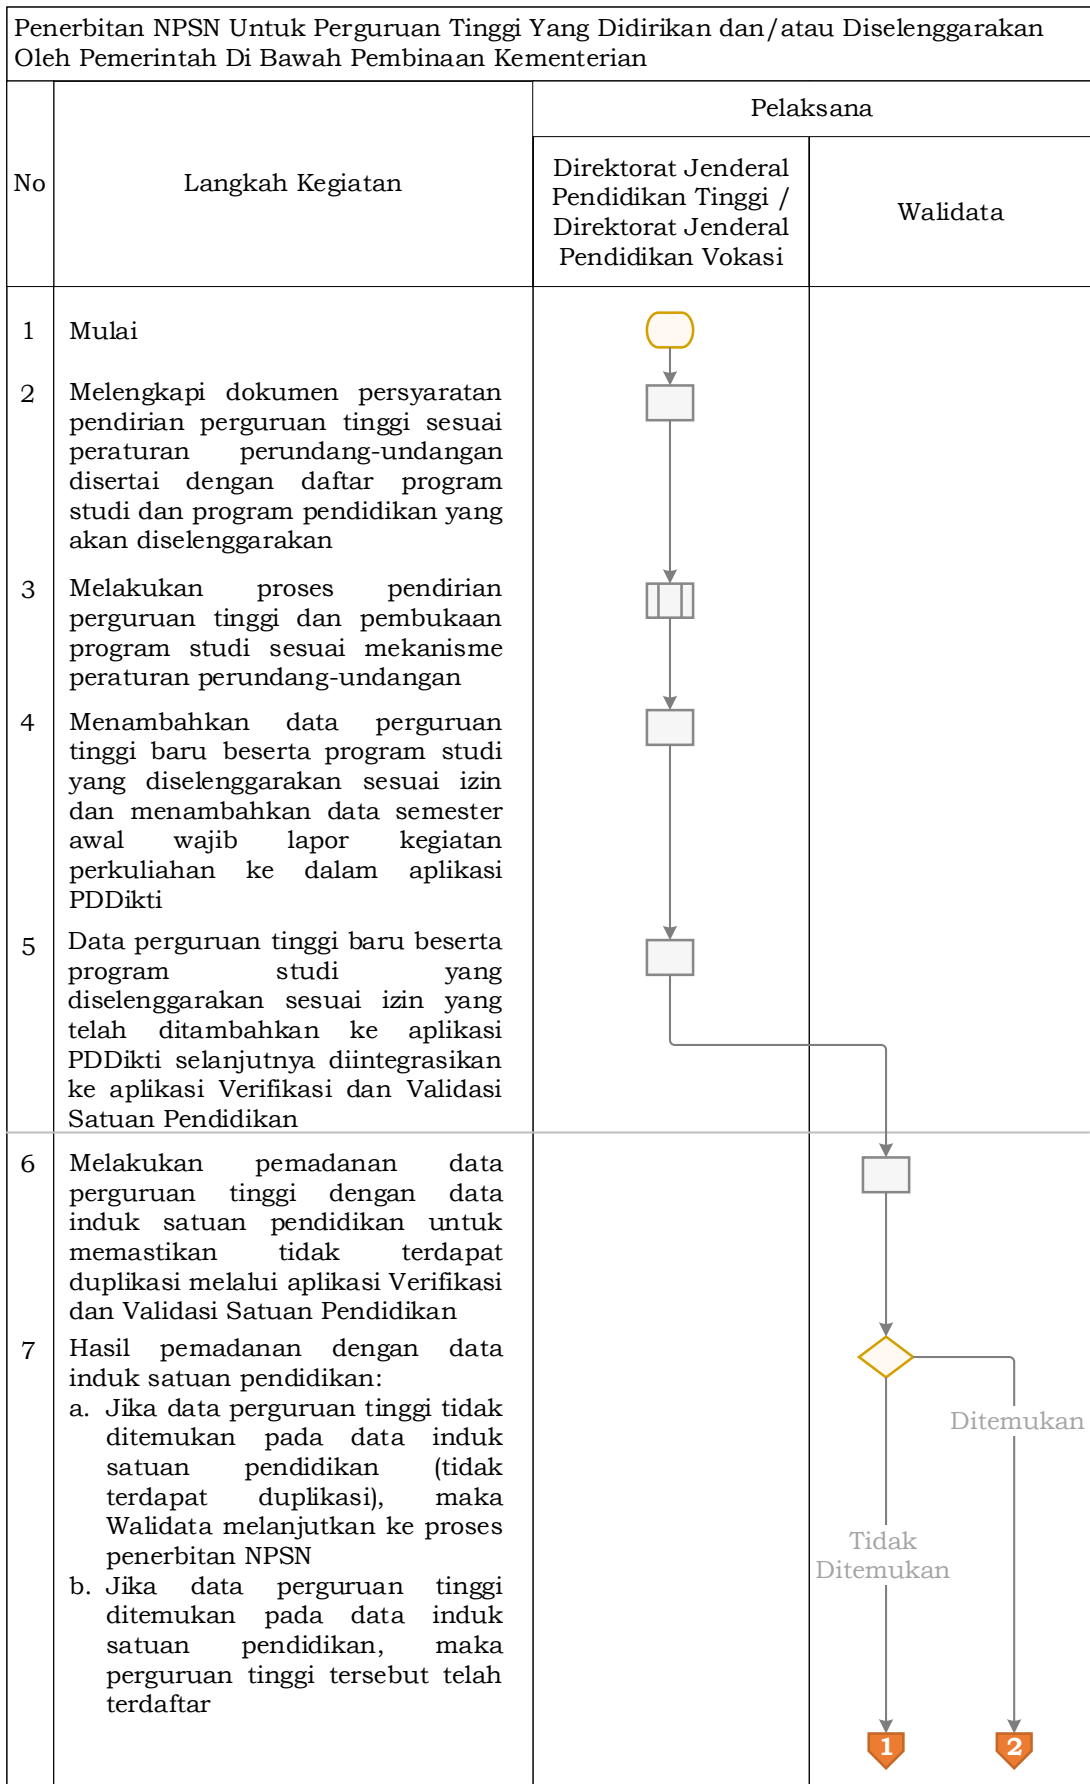 Penerbitan NPSN Untuk Perguruan Tinggi Yang Didirikan dan/atau Diselenggarakan
Oleh Pemerintah Di Bawah Pembinaan Kementerian
No
Langkah Kegiatan
Pelaksana
Direktorat Jenderal
Pendidikan Tinggi /
Direktorat Jenderal
Pendidikan Vokasi
Walidata
1 Mulai
2 Melengkapi dokumen persyaratan
pendirian perguruan tinggi sesuai
peraturan perundang-undangan
disertai dengan daftar program
studi dan program pendidikan yang
akan diselenggarakan
3 Melakukan proses pendirian
perguruan tinggi dan pembukaan
program studi sesuai mekanisme
peraturan perundang-undangan
4 Menambahkan data perguruan
tinggi baru beserta program studi
yang diselenggarakan sesuai izin
dan menambahkan data semester
awal wajib lapor kegiatan
perkuliahan ke dalam aplikasi
PDDikti
5 Data perguruan tinggi baru beserta
program studi yang
diselenggarakan sesuai izin yang
telah ditambahkan ke aplikasi
PDDikti selanjutnya diintegrasikan
ke aplikasi Verifikasi dan Validasi
Satuan Pendidikan
6 Melakukan pemadanan data
perguruan tinggi dengan data
induk satuan pendidikan untuk
memastikan tidak terdapat
duplikasi melalui aplikasi Verifikasi
dan Validasi Satuan Pendidikan
7 Hasil pemadanan dengan data
induk satuan pendidikan:
a. Jika data perguruan tinggi tidak
ditemukan pada data induk
satuan pendidikan (tidak
terdapat duplikasi), maka
Walidata melanjutkan ke proses
penerbitan NPSN
b. Jika data perguruan tinggi
ditemukan pada data induk
satuan pendidikan, maka
perguruan tinggi tersebut telah
terdaftar
Ditemukan
Tidak
Ditemukan
1
2